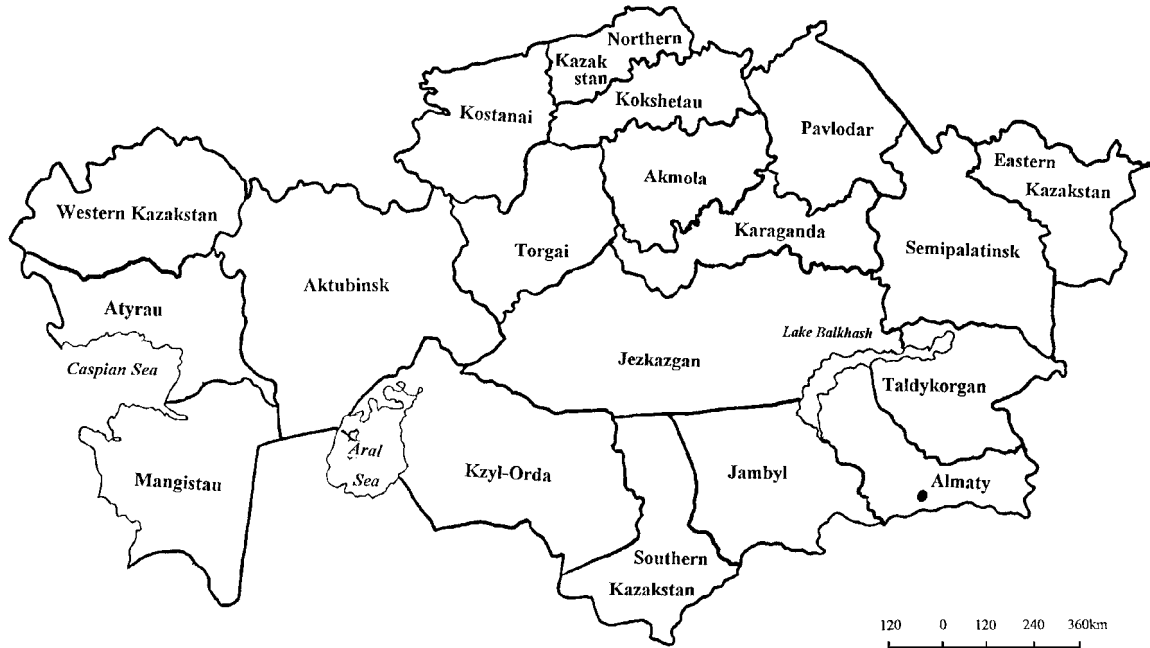 Northern
Kazak
stan
Kostanai
Kokshetau
Pavlodar
Eastern
Kazakstan
Akmola
Western Kazakstan
Karaganda
Torgai
Semipalatinsk
Aktubinsk
Atyrau
Lake Balkhash
Jezkazgan
Caspian Sea
Taldykorgan
Aral
Sea
Kzyl-Orda
Jambyl
Mangistau
Almaty
Southern
Kazakstan
120 0 120 240 360km